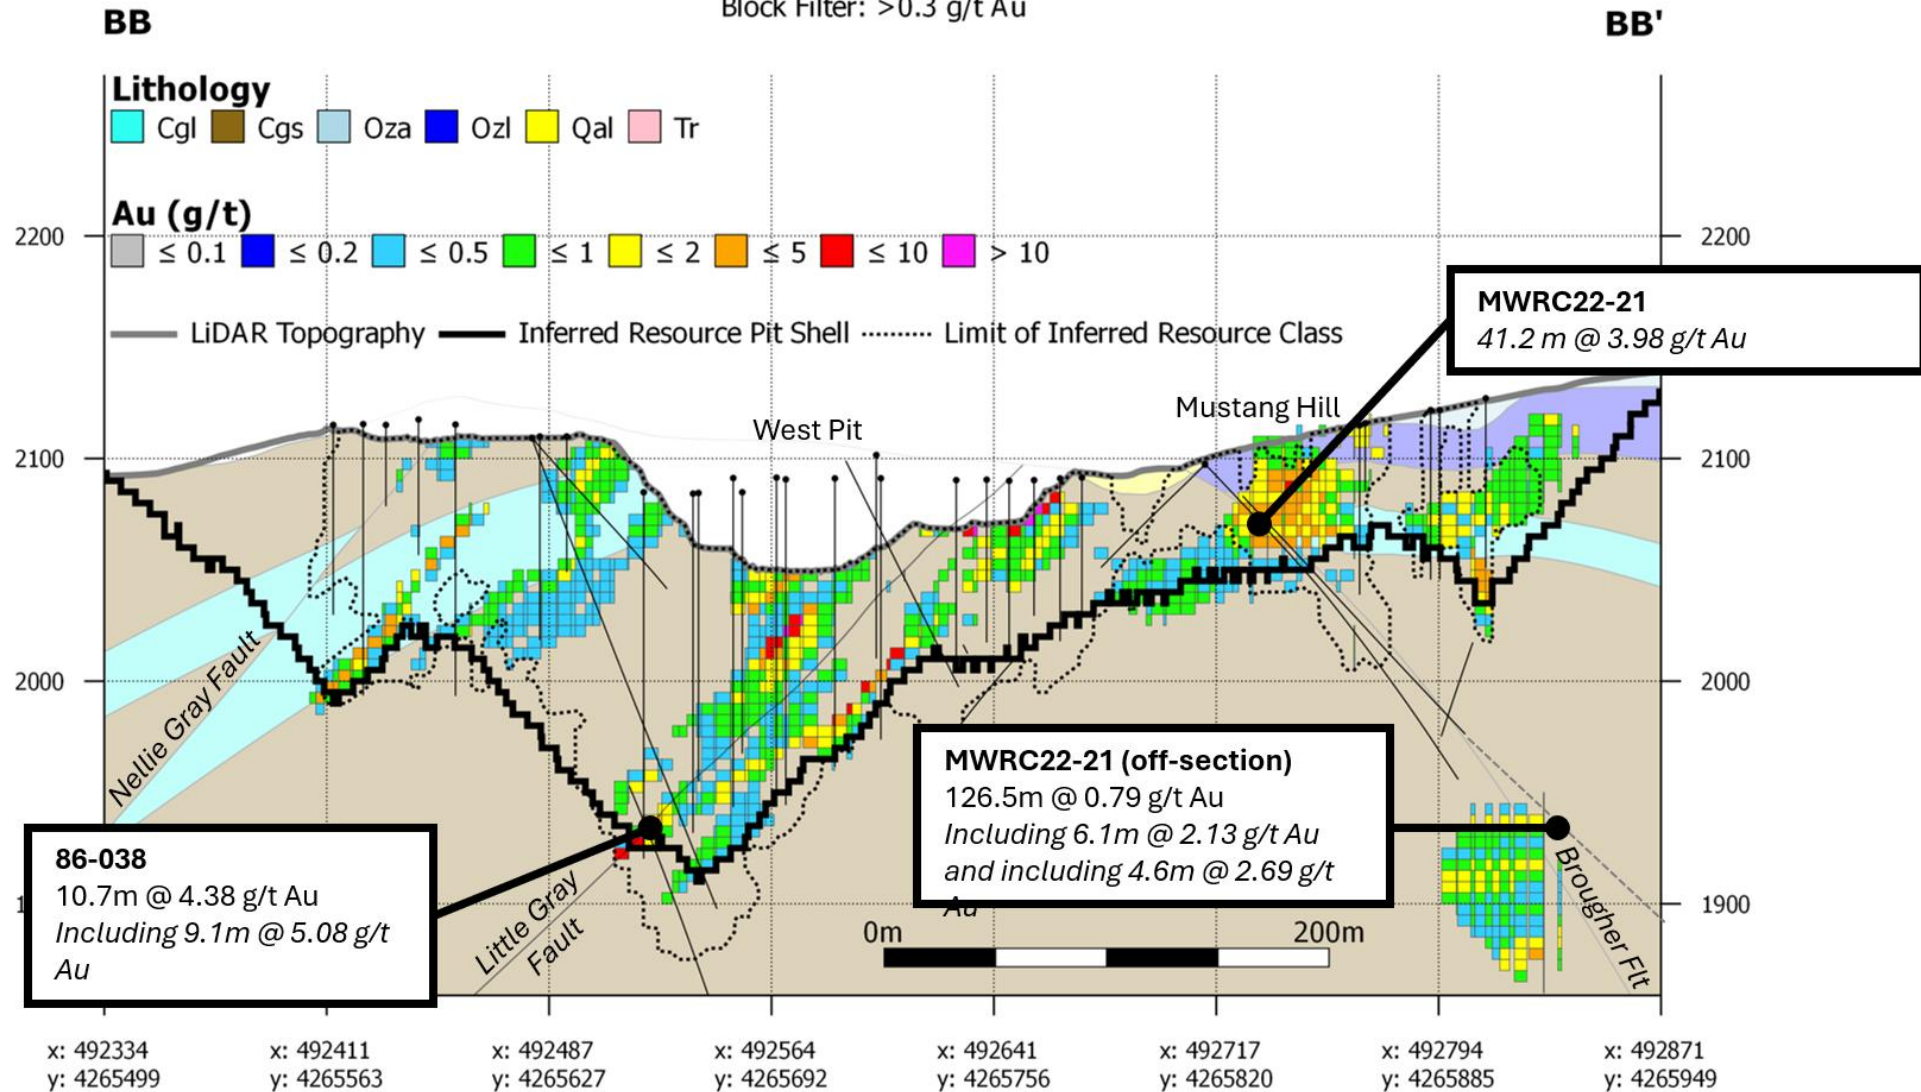 Block Filter: >0.3 g/t Au
BB
BB'
Lithology
Cgl Cgs Oza Ozl Qal Tr
Au (g/t)
≤ 0.1 ≤ 0.2 ≤ 0.5 ≤ 1 ≤ 2 ≤ 5 ≤ 10 > 10
LiDAR Topography Inferred Resource Pit Shell Limit of Inferred Resource Class
2200
2200
MWRC22-21
41.2 m @ 3.98 g/t Au
Mustang Hill
West Pit
2100
2100
2000
2000
Nellie Gray Fault
MWRC22-21 (off-section)
126.5m @ 0.79 g/t Au
Including 6.1m @ 2.13 g/t Au
and including 4.6m @ 2.69 g/t
Au
86-038
10.7m @ 4.38 g/t Au
Including 9.1m @ 5.08 g/t
Au
Little Gray
Fault
Brougher Flt
1
1900
0m
200m
x: 492334 x: 492411 x: 492487 x: 492564 x: 492641 x: 492717 x: 492794 x: 492871
y: 4265499 y: 4265563 y: 4265627 y: 4265692 y: 4265756 y: 4265820 y: 4265885 y: 4265949